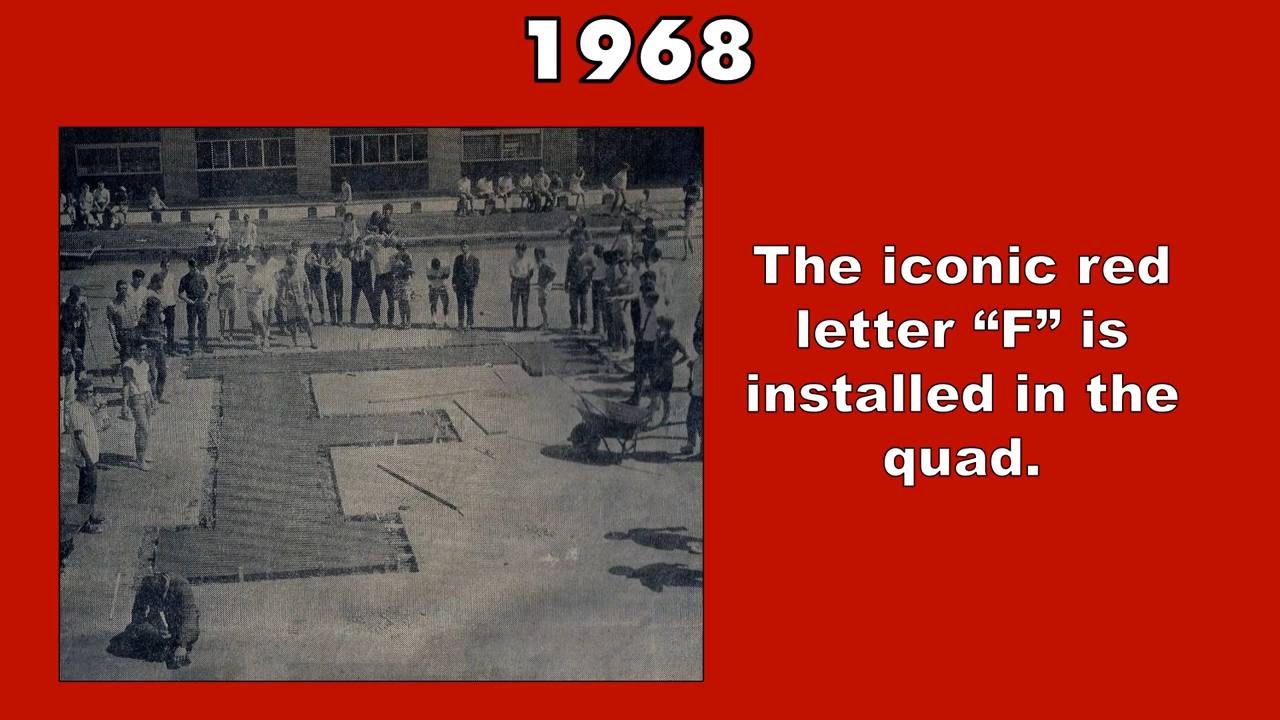 1968
The iconic red
letter “F” is
installed in the
quad.